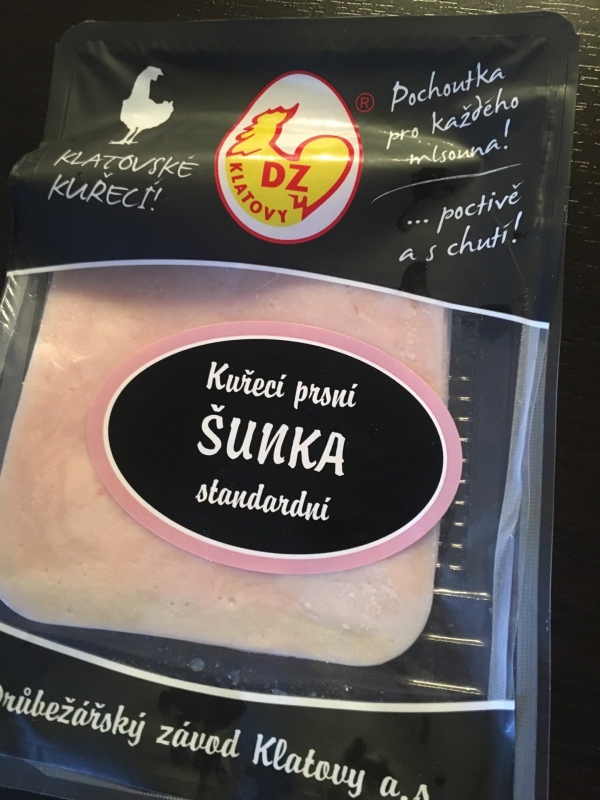 KLATOVSKÉ
KUŘECÍ!
DZ
KLATOVY
®
Pochoutka
pro každého
mlsouna!
... poctivě
a s chutí!
Kuřecí prsní
ŠUNKA
standardní
Drůbežářský závod Klatovy a.s